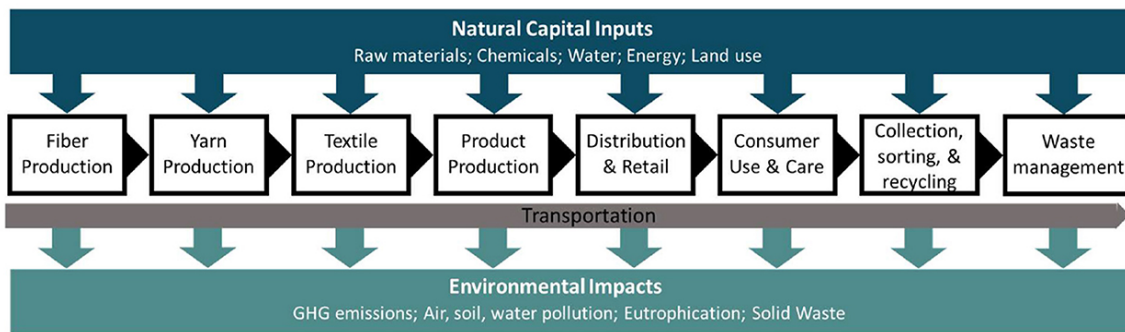 Natural Capital Inputs
Raw materials; Chemicals; Water; Energy; Land use
Fiber
Production
Yarn
Production
Textile
Production
Product
Production
Distribution
& Retail
Consumer
Use & Care
Collection,
sorting, &
recycling
Waste
management
Transportation
Environmental Impacts
GHG emissions; Air, soil, water pollution; Eutrophication; Solid Waste